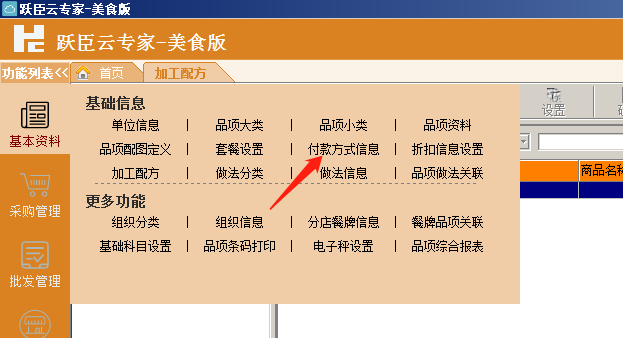 跃臣云专家-美食版
跃臣云专家-美食版
功能列表<<
首页
加工配方
基础信息
单位信息 | 品项大类 | 品项小类 | 品项资料
品项配图定义 | 套餐设置 | 付款方式信息 | 折扣信息设置
加工配方 | 做法分类 | 做法信息 | 品项做法关联
更多功能
组织分类 | 组织信息 | 分店餐牌信息 | 餐牌品项关联
基础科目设置 | 品项条码打印 | 电子秤设置 | 品项综合报表
基本资料
采购管理
批发管理
设置
商品名称